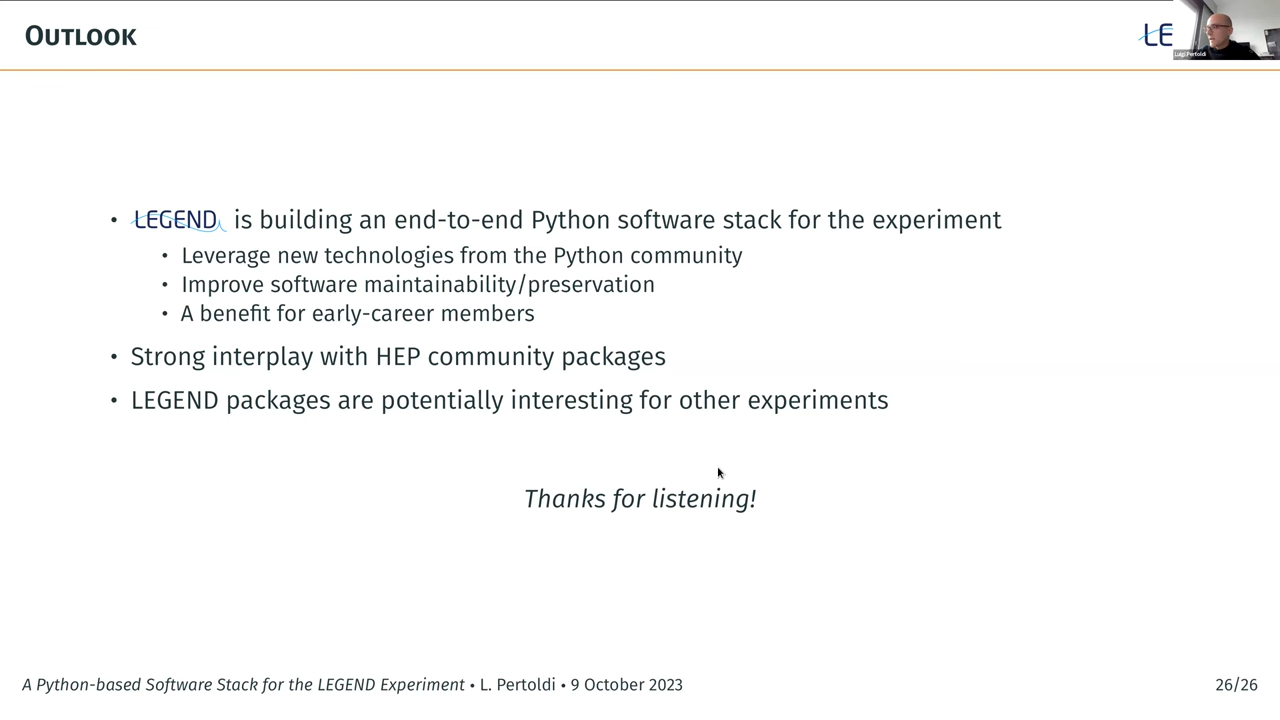 Outlook
LE
Luigi Pertoldi
• LEGEND is building an end-to-end Python software stack for the experiment
• Leverage new technologies from the Python community
• Improve software maintainability/preservation
• A benefit for early-career members
• Strong interplay with HEP community packages
• LEGEND packages are potentially interesting for other experiments
Thanks for listening!
A Python-based Software Stack for the LEGEND Experiment • L. Pertoldi • 9 October 2023
26/26